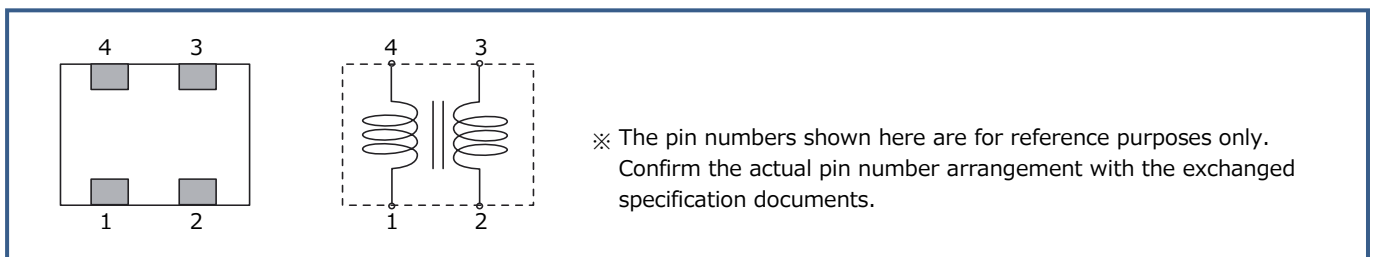 4 3
4 3
※ The pin numbers shown here are for reference purposes only.
Confirm the actual pin number arrangement with the exchanged
specification documents.
1 2
1 2